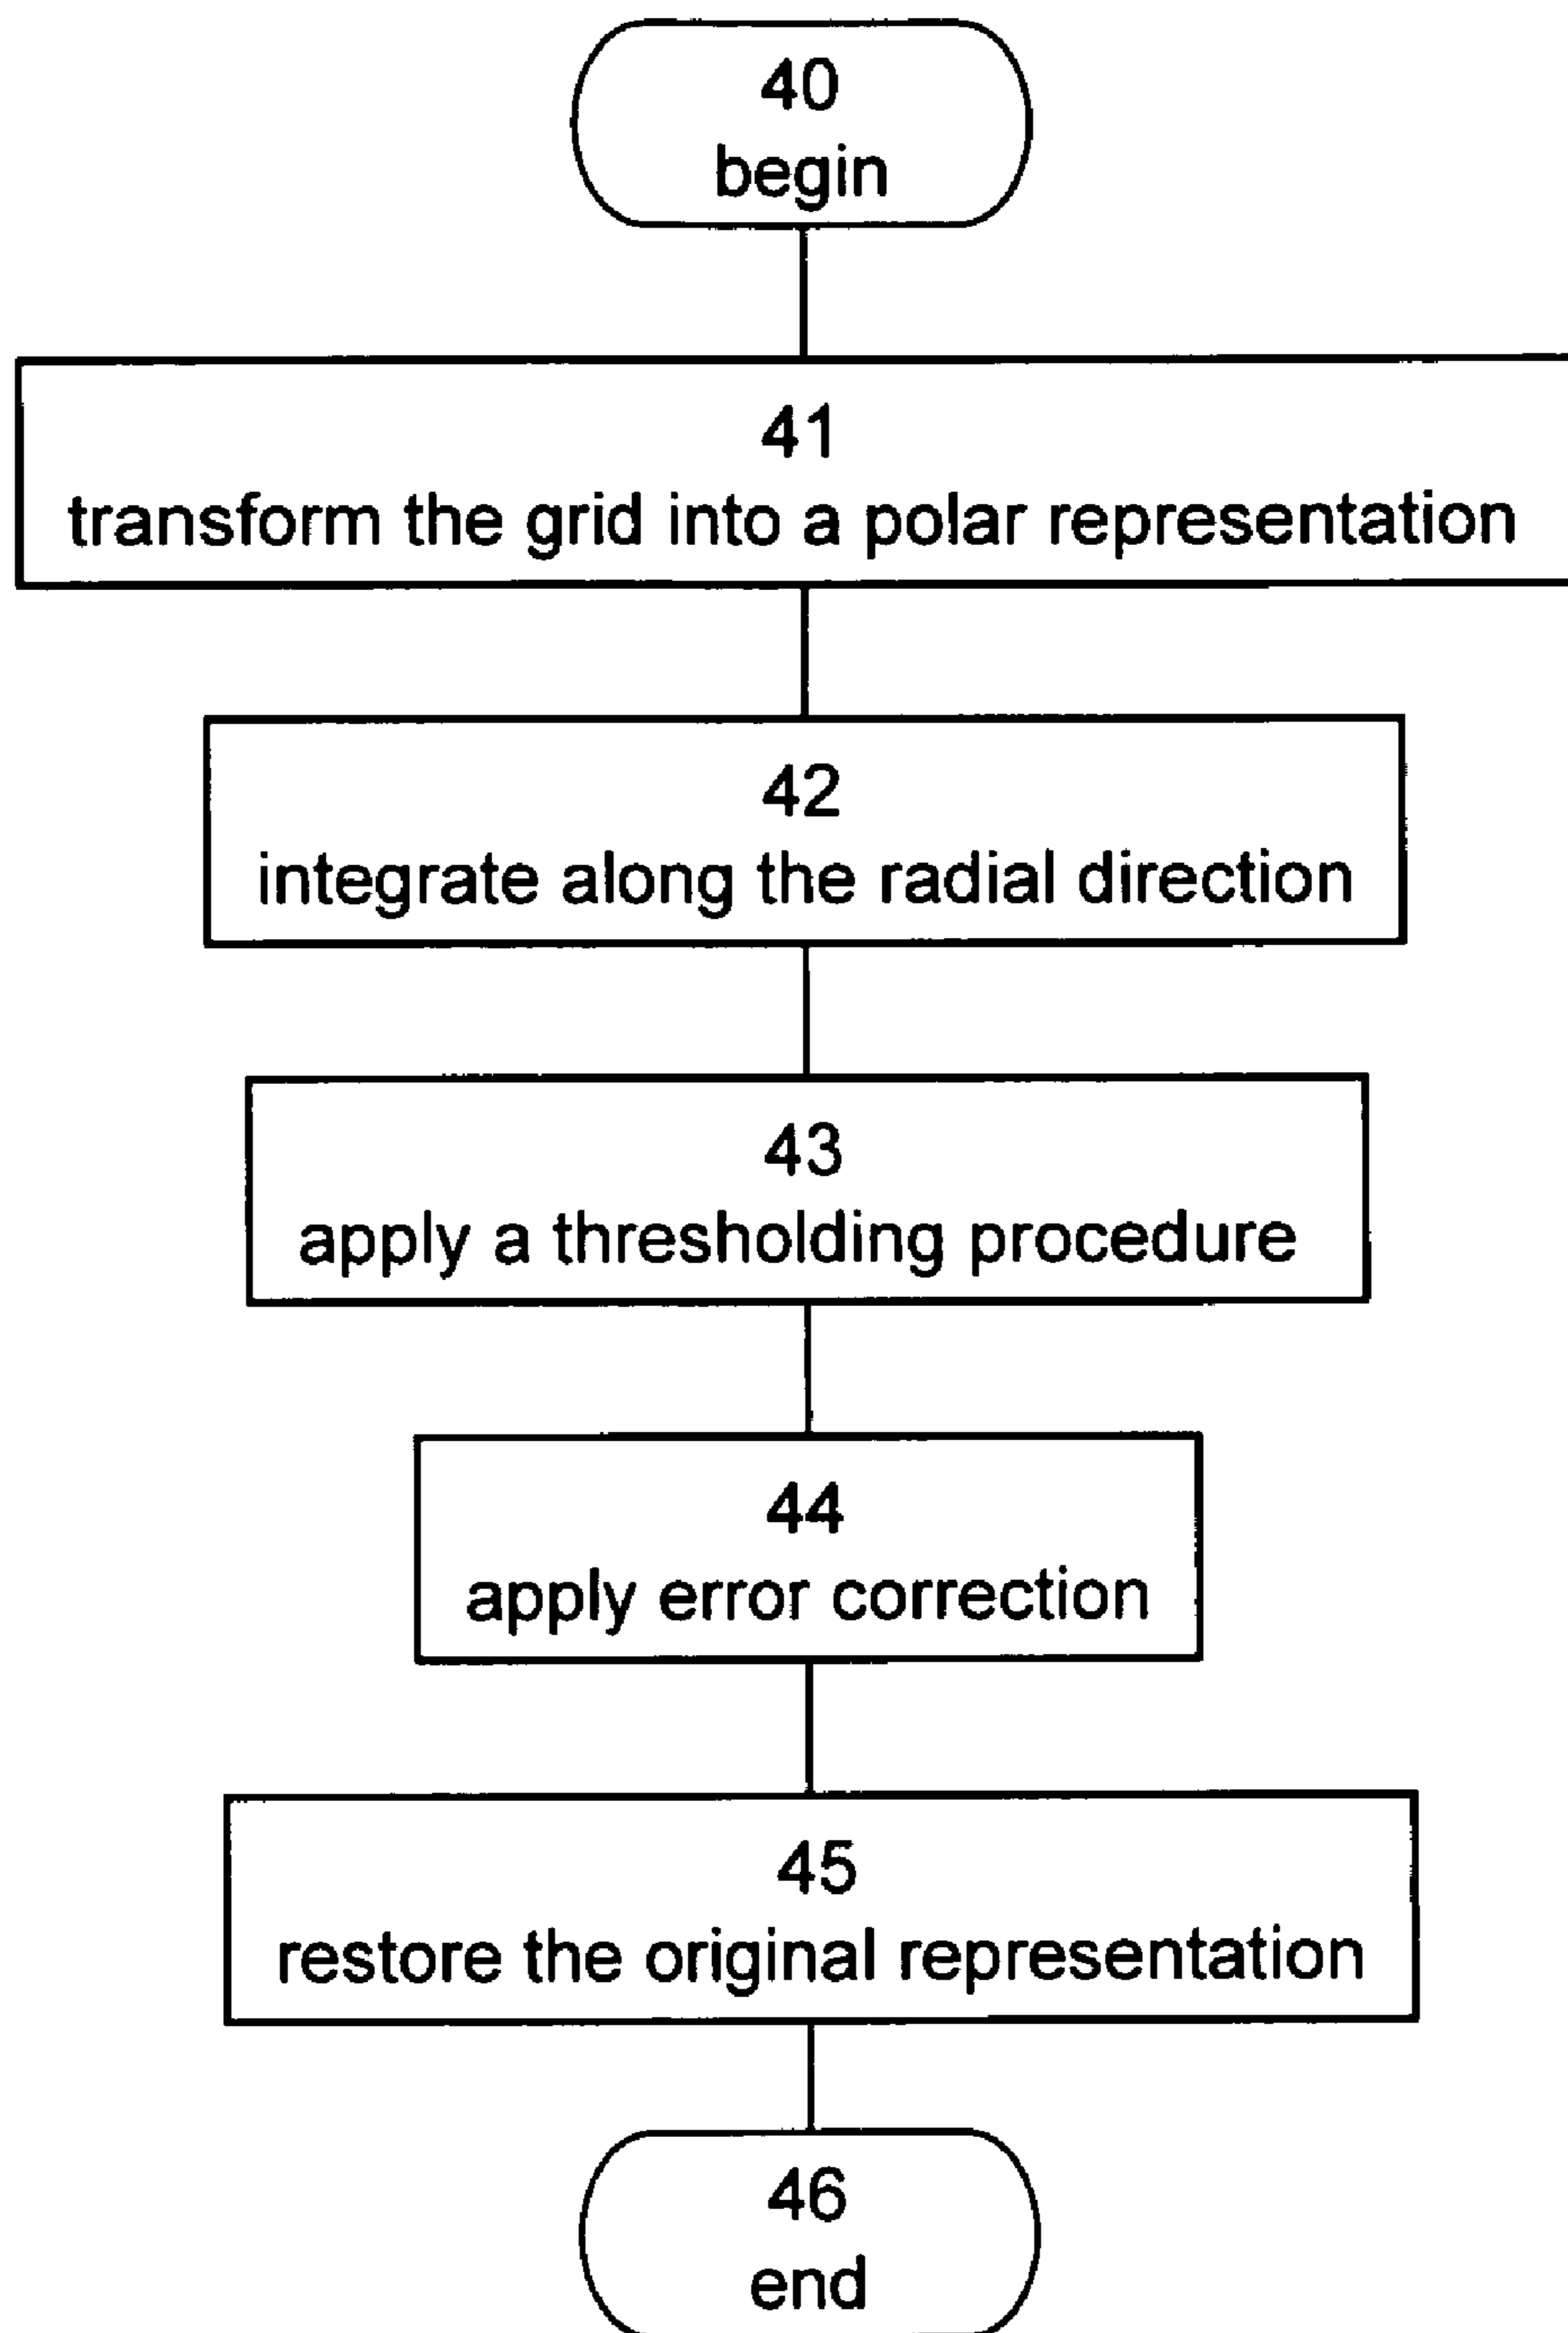 40
begin
41
transform the grid into a polar representation
42
integrate along the radial direction
43
apply a thresholding procedure
44
apply error correction
45
restore the original representation
46
end